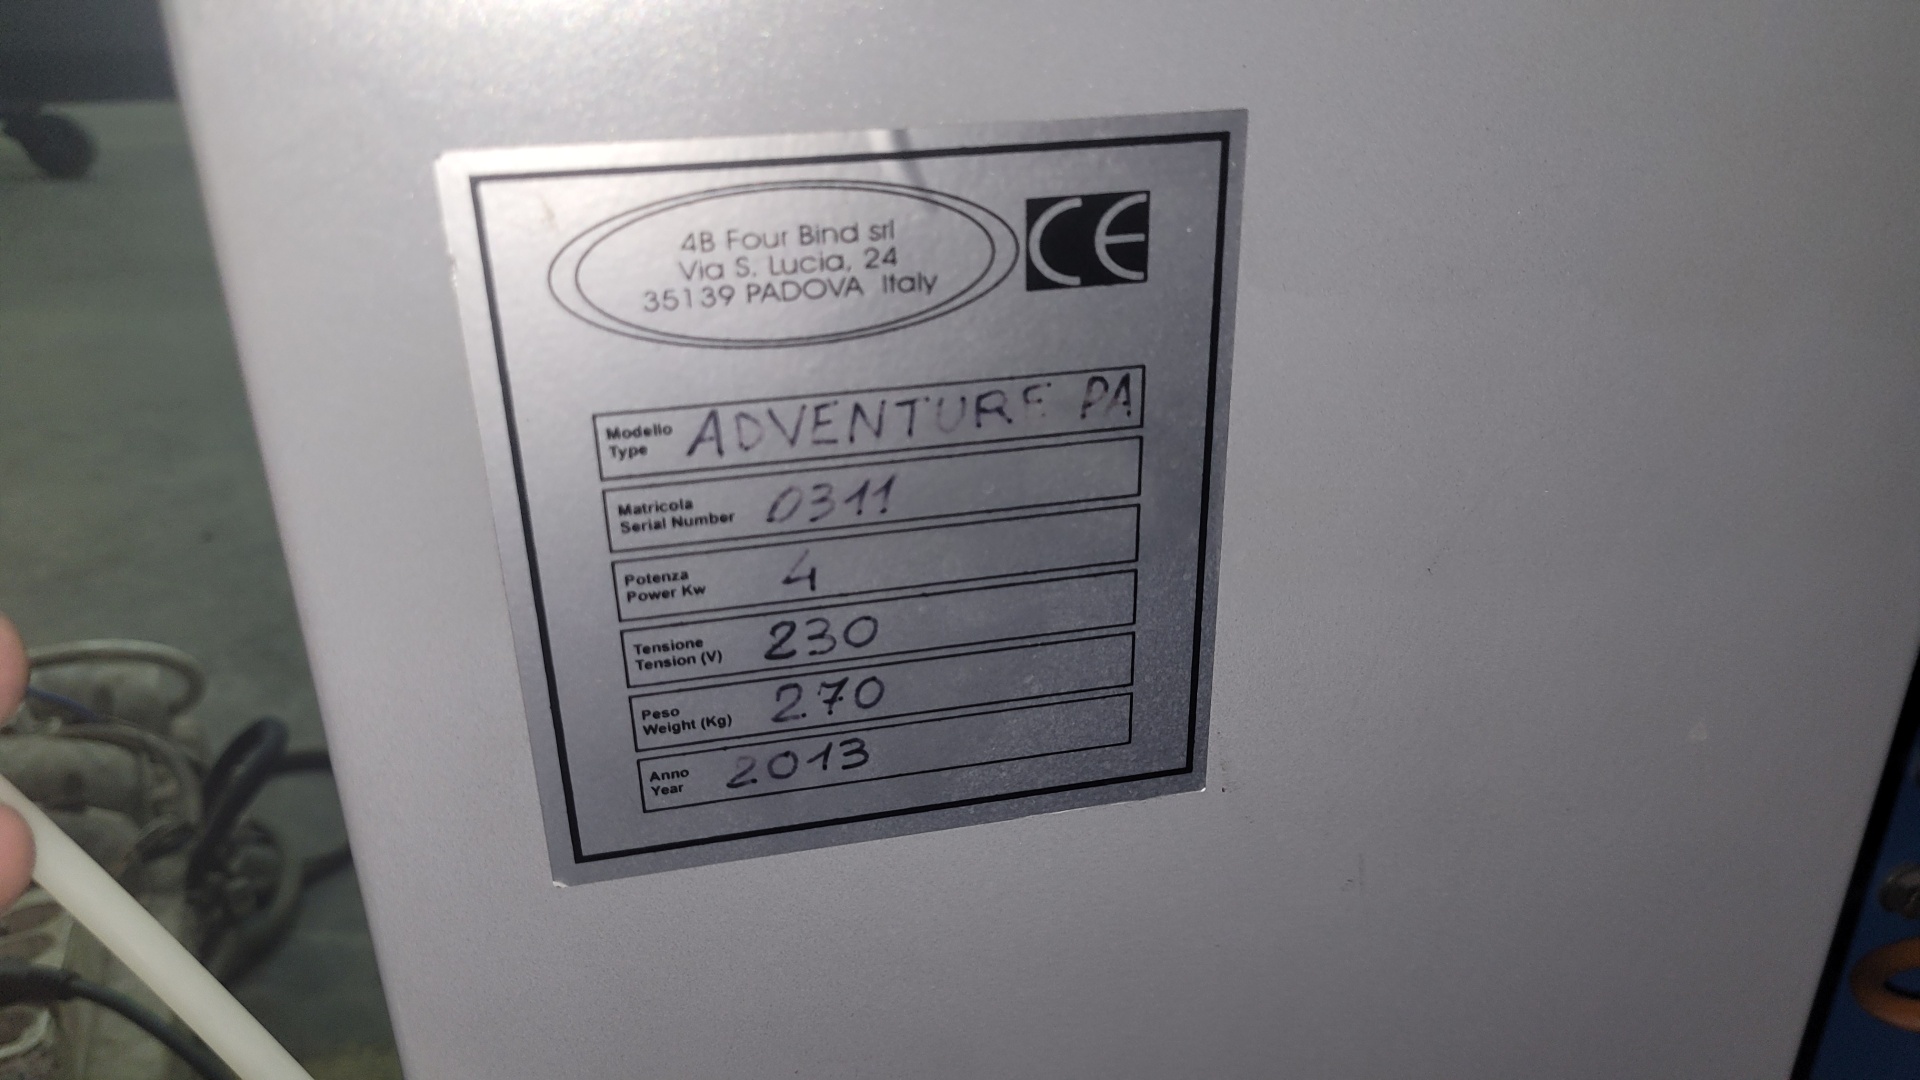 4B Four Bind srl
Via S. Lucia, 24
35139 PADOVA Italy
CE
Modello
Type
ADVENTURE PA
Matricola
Serial Number
0311
Potenza
Power Kw
4
Tensione
Tension (V)
230
Peso
Weight (Kg)
270
Anno
Year
2013